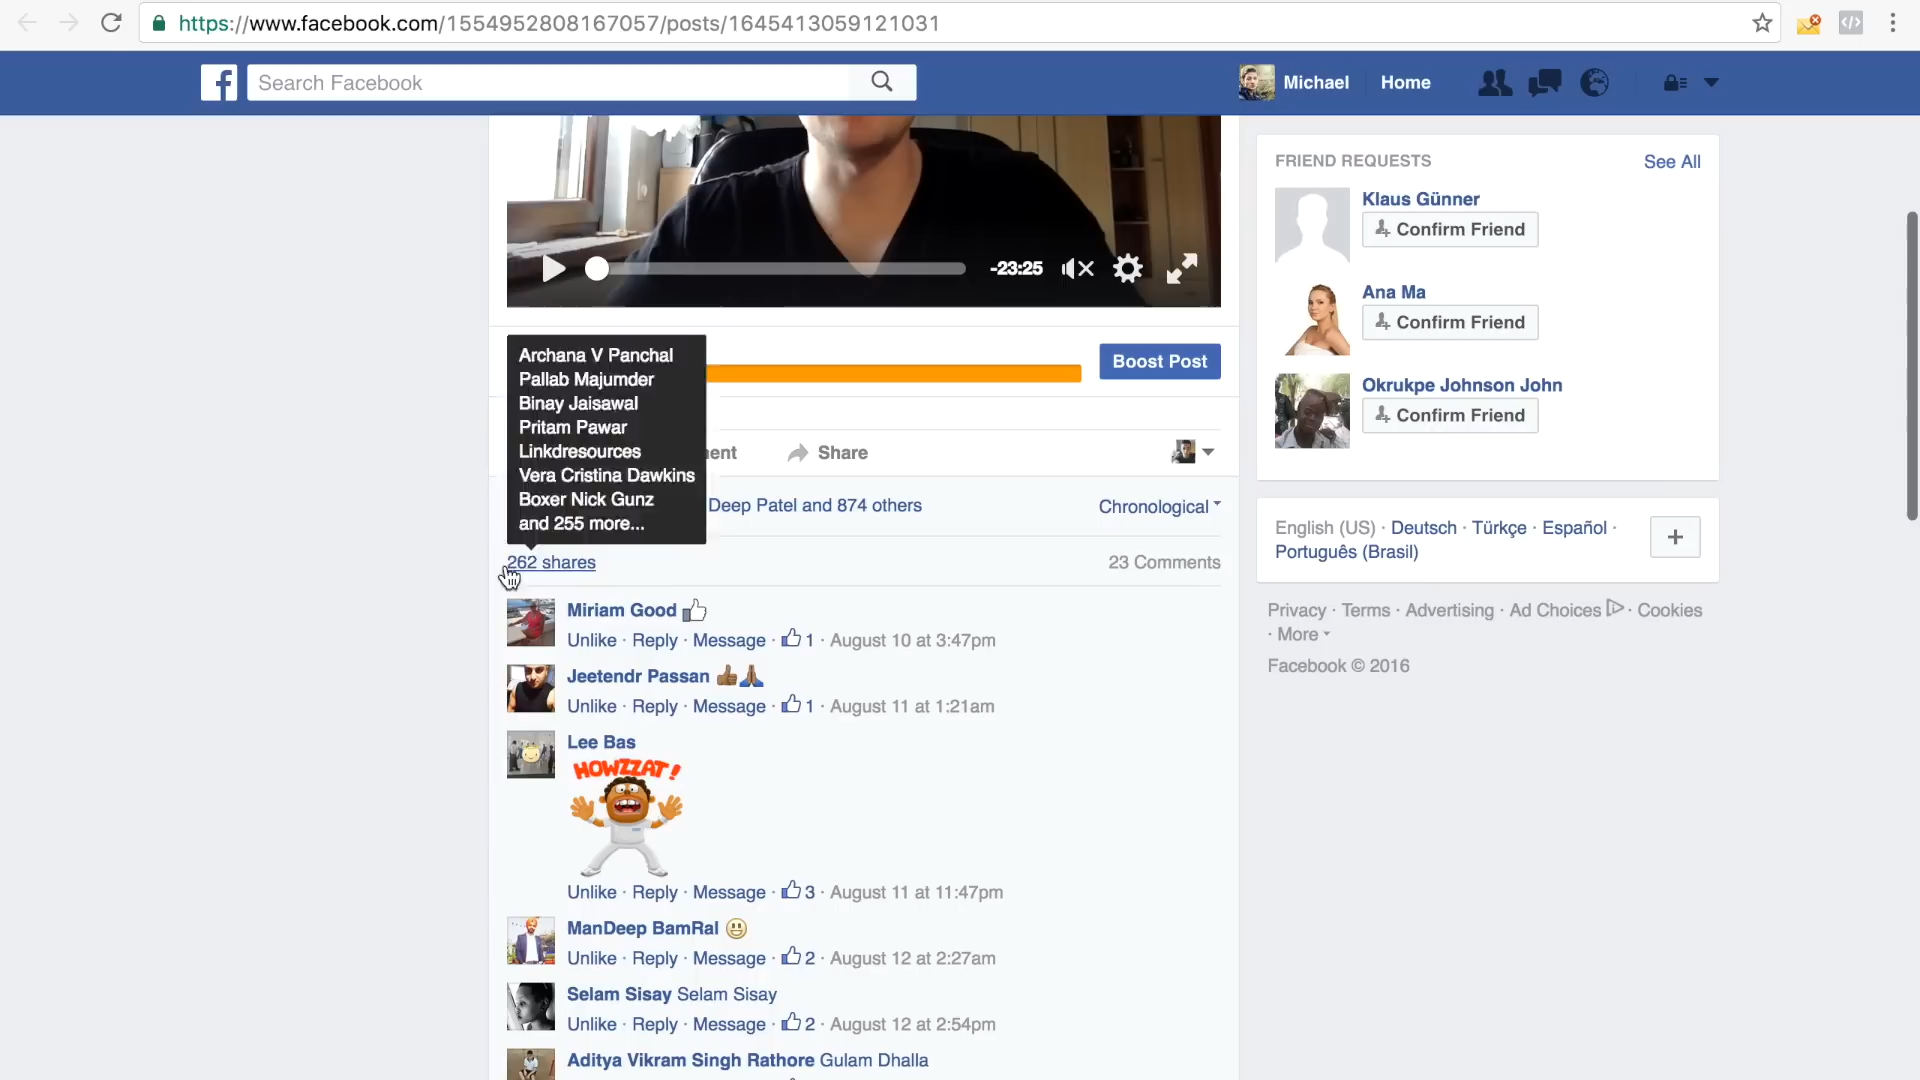 https://www.facebook.com/1554952808167057/posts/1645413059121031
Search Facebook
Michael
Home
-23:25
Archana V Panchal
Pallab Majumder
Binay Jaisawal
Pritam Pawar
Linkdresources
Vera Cristina Dawkins
Boxer Nick Gunz
and 255 more...
Boost Post
Share
Deep Patel and 874 others
Chronological
262 shares
23 Comments
Miriam Good
Unlike · Reply · Message · 1 · August 10 at 3:47pm
Jeetendr Passan
Unlike · Reply · Message · 1 · August 11 at 1:21am
Lee Bas
HOWZZAT!
Unlike · Reply · Message · 3 · August 11 at 11:47pm
ManDeep BamRal
Unlike · Reply · Message · 2 · August 12 at 2:27am
Selam Sisay Selam Sisay
Unlike · Reply · Message · 2 · August 12 at 2:54pm
Aditya Vikram Singh Rathore Gulam Dhalla
FRIEND REQUESTS
See All
Klaus Günner
Confirm Friend
Ana Ma
Confirm Friend
Okrukpe Johnson John
Confirm Friend
English (US) · Deutsch · Türkçe · Español ·
Português (Brasil)
Privacy · Terms · Advertising · Ad Choices · Cookies
· More
Facebook © 2016